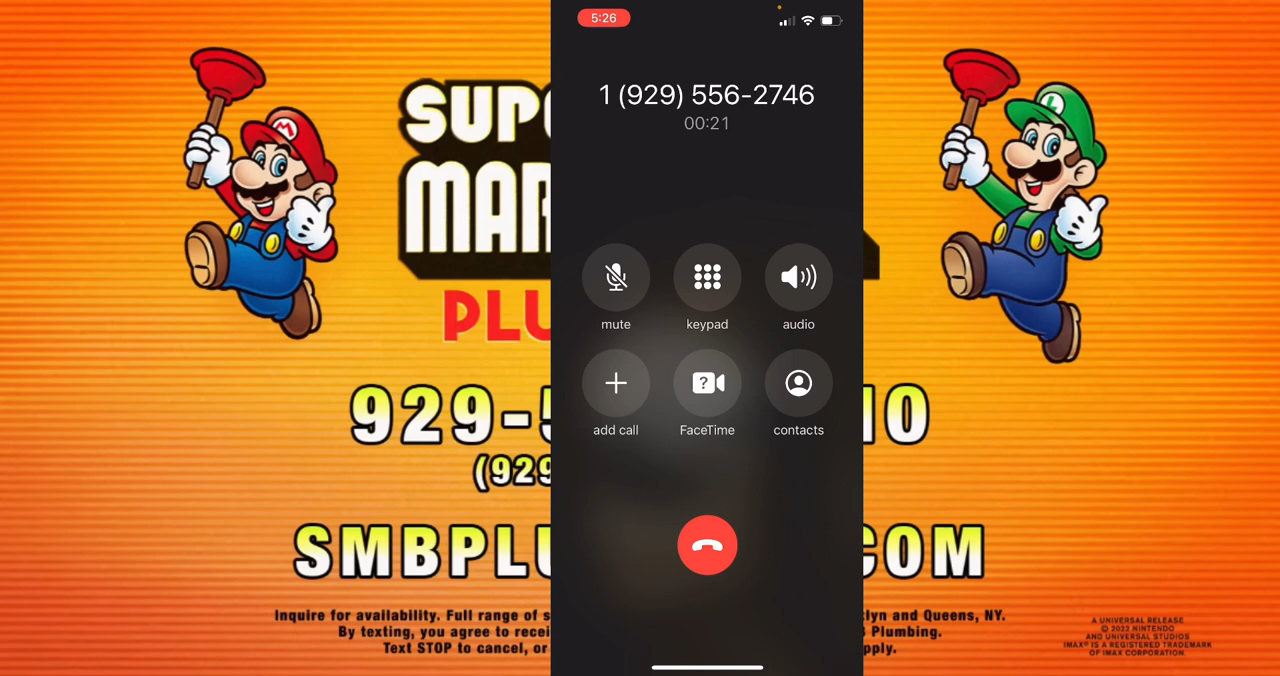 5:26
1 (929) 556-2746
00:21
SUP
MAR
PLU
mute
keypad
audio
add call
FaceTime
contacts
929-5
IO
(929
SMBPLU
COM
Inquire for availability. Full range of s
lyn and Queens, NY.
By texting, you agree to recei
Plumbing.
Text STOP to cancel, or
pply.
A UNIVERSAL RELEASE
© 2022 NINTENDO
AND UNIVERSAL STUDIOS
IMAX® IS A REGISTERED TRADEMARK
OF IMAX CORPORATION.
M
L